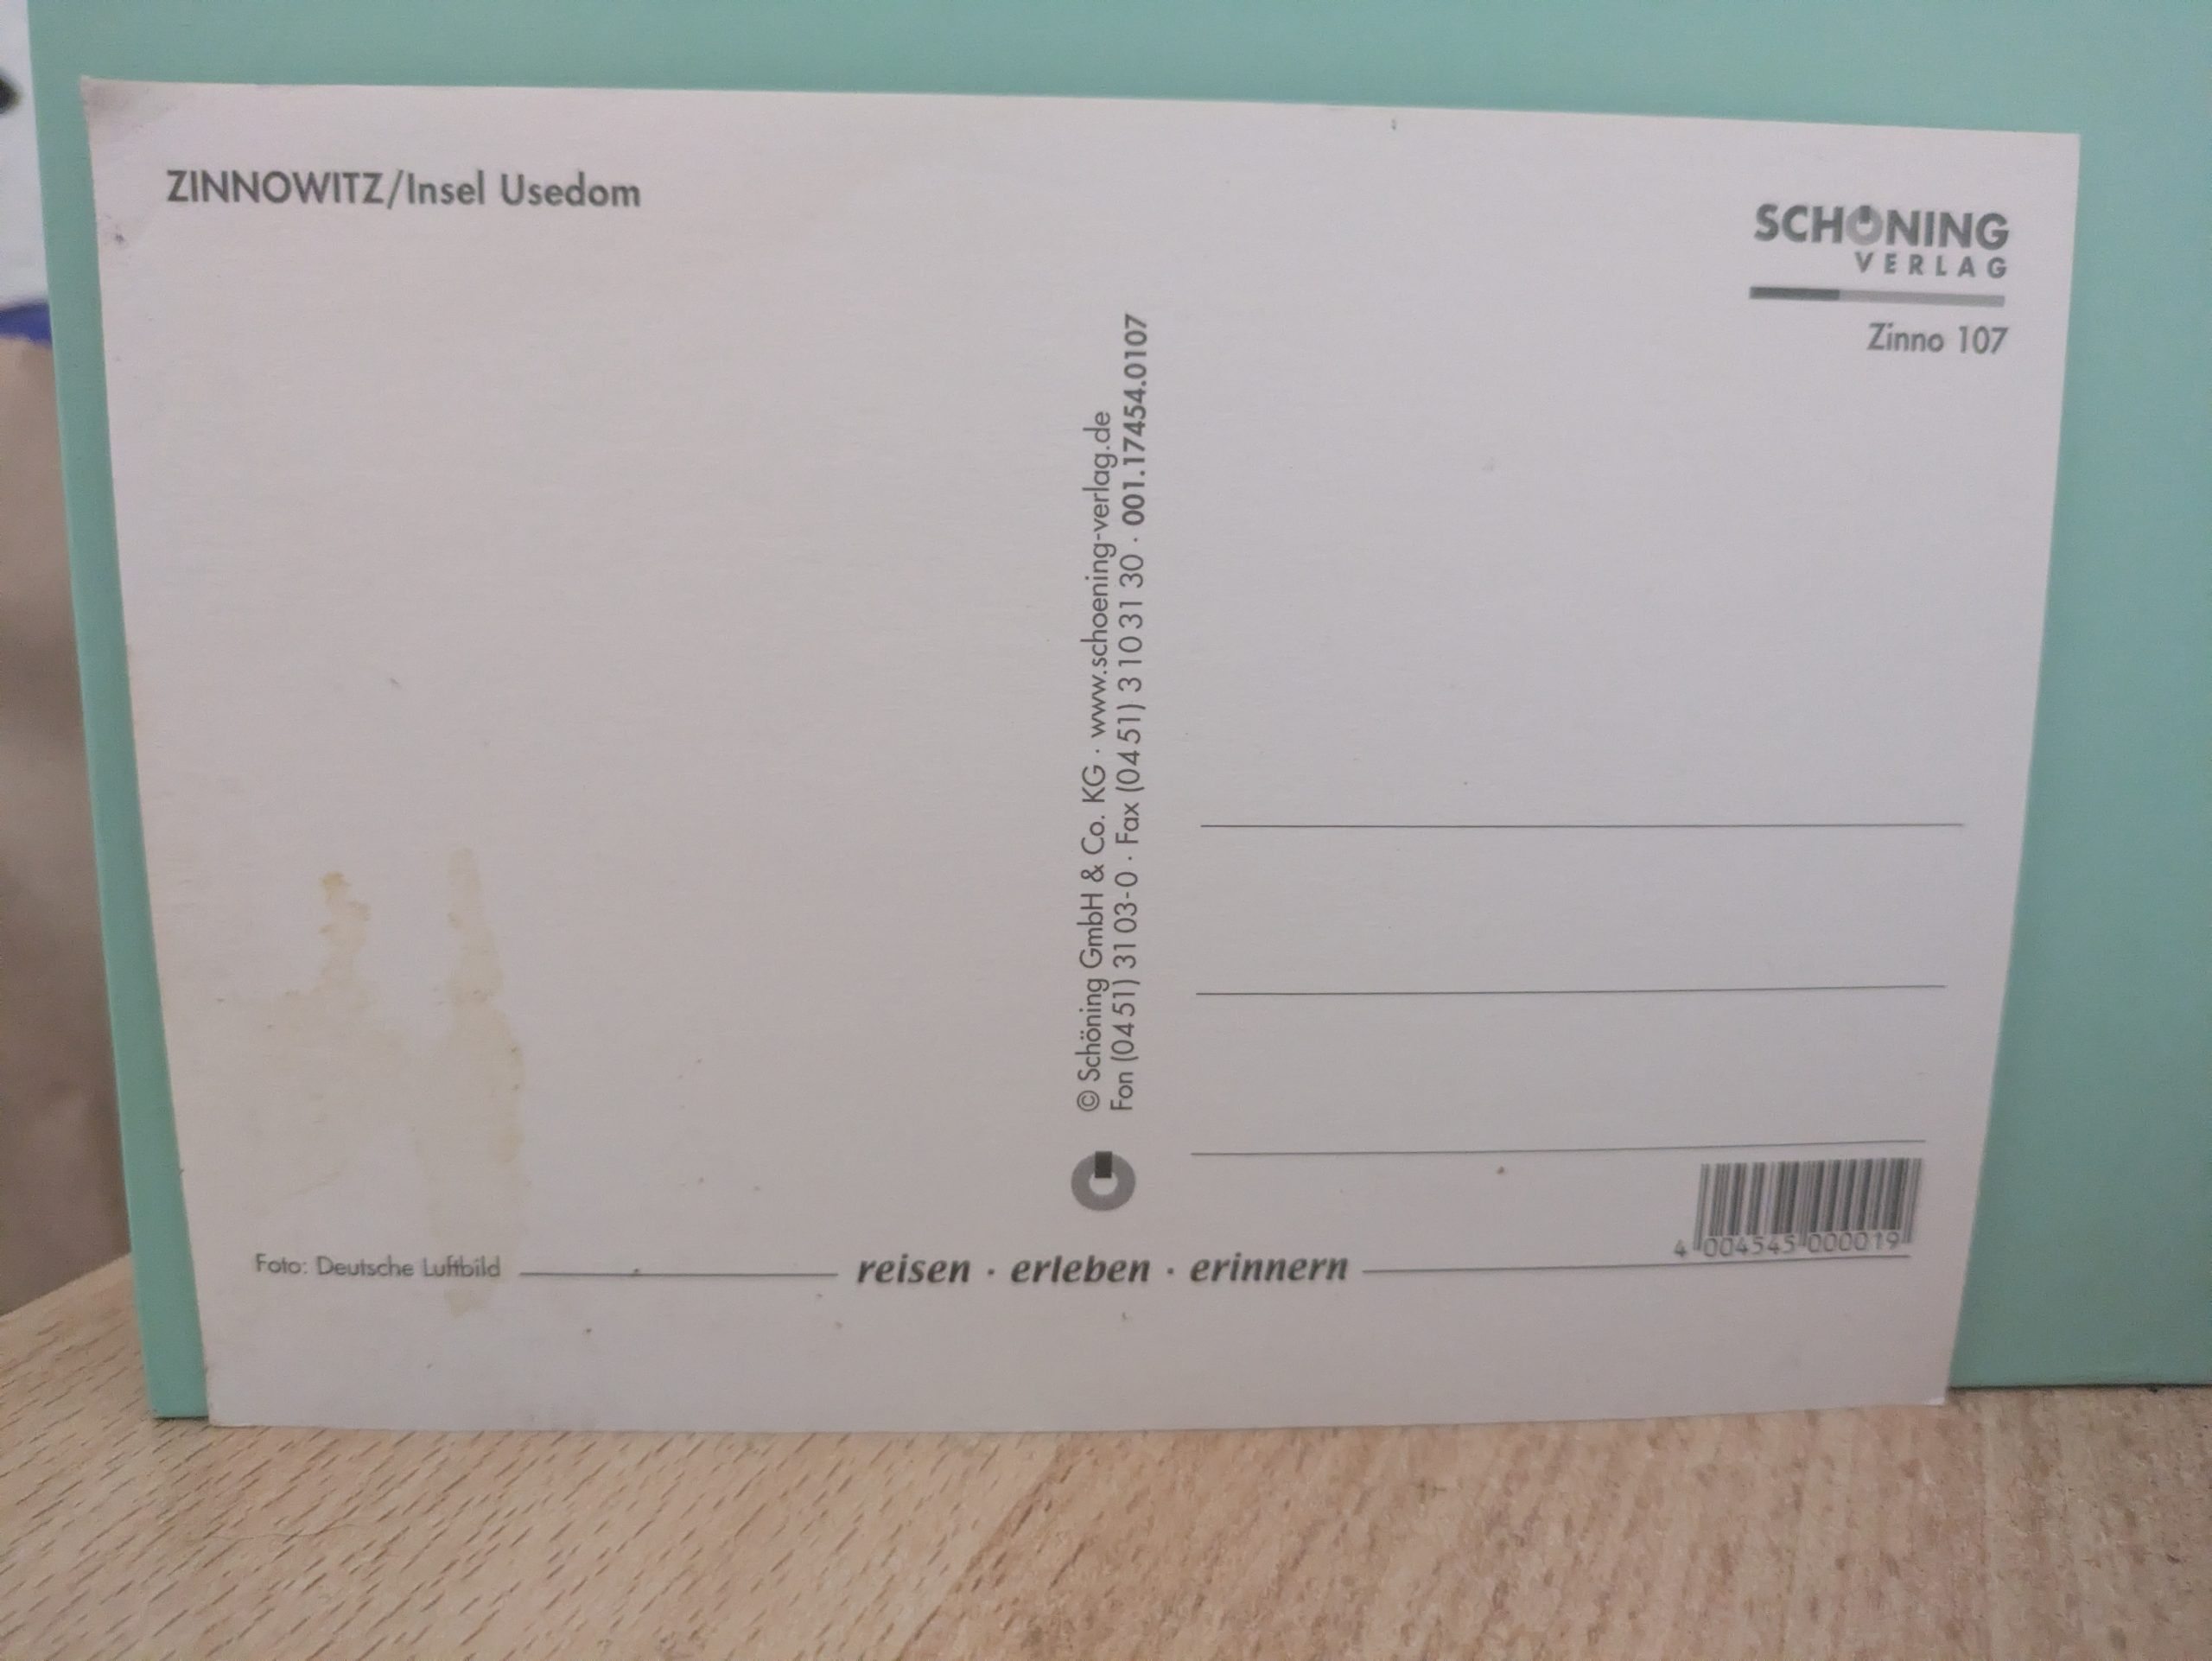 ZINNOWITZ/Insel Usedom
SCHÖNING
VERLAG
Zinno 107
© Schöning GmbH & Co. KG · www.schoening-verlag.de
Fon (04 51) 31 03-0 · Fax (04 51) 3 10 31 30 · 001.17454.0107
Foto: Deutsche Luftbild
reisen · erleben · erinnern
4 004545 000019